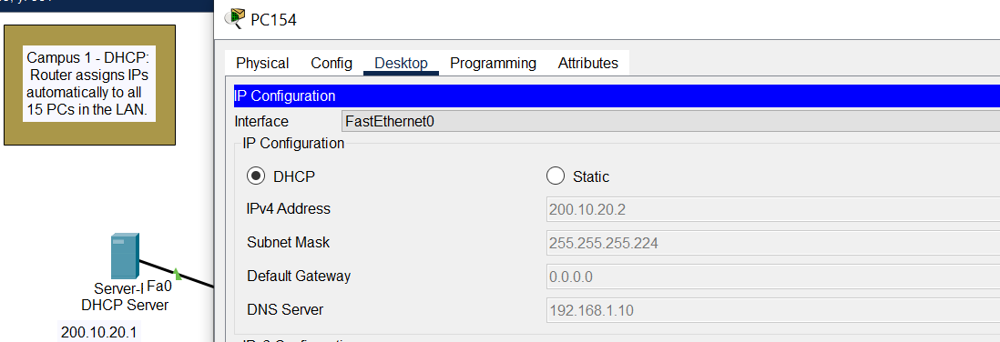 PC154
Campus 1 - DHCP:
Router assigns IPs
automatically to all
15 PCs in the LAN.
Physical Config Desktop Programming Attributes
IP Configuration
Interface FastEthernet0
IP Configuration
DHCP Static
IPv4 Address 200.10.20.2
Subnet Mask 255.255.255.224
Default Gateway 0.0.0.0
DNS Server 192.168.1.10
Server-I Fa0
DHCP Server
200.10.20.1